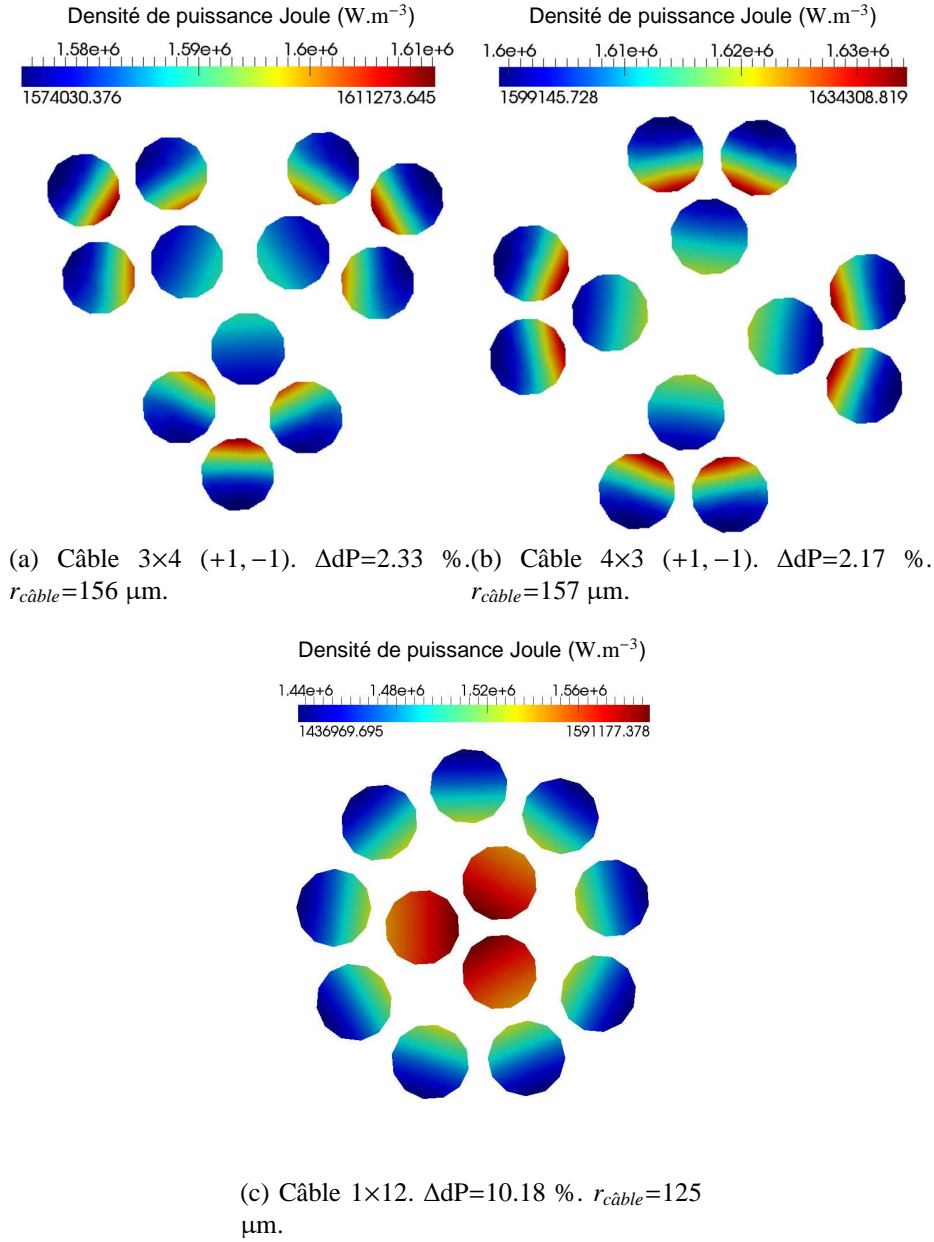 Densité de puissance Joule (W.m⁻³)
1.58e+6 1.59e+6 1.6e+6 1.61e+6
1574030.376 1611273.645
Densité de puissance Joule (W.m⁻³)
1.6e+6 1.61e+6 1.62e+6 1.63e+6
1599145.728 1634308.819
(a) Câble 3×4 (+1, −1). ΔdP=2.33 %.
r_câble=156 µm.
(b) Câble 4×3 (+1, −1). ΔdP=2.17 %.
r_câble=157 µm.
Densité de puissance Joule (W.m⁻³)
1.44e+6 1.48e+6 1.52e+6 1.56e+6
1436969.695 1591177.378
(c) Câble 1×12. ΔdP=10.18 %. r_câble=125
µm.